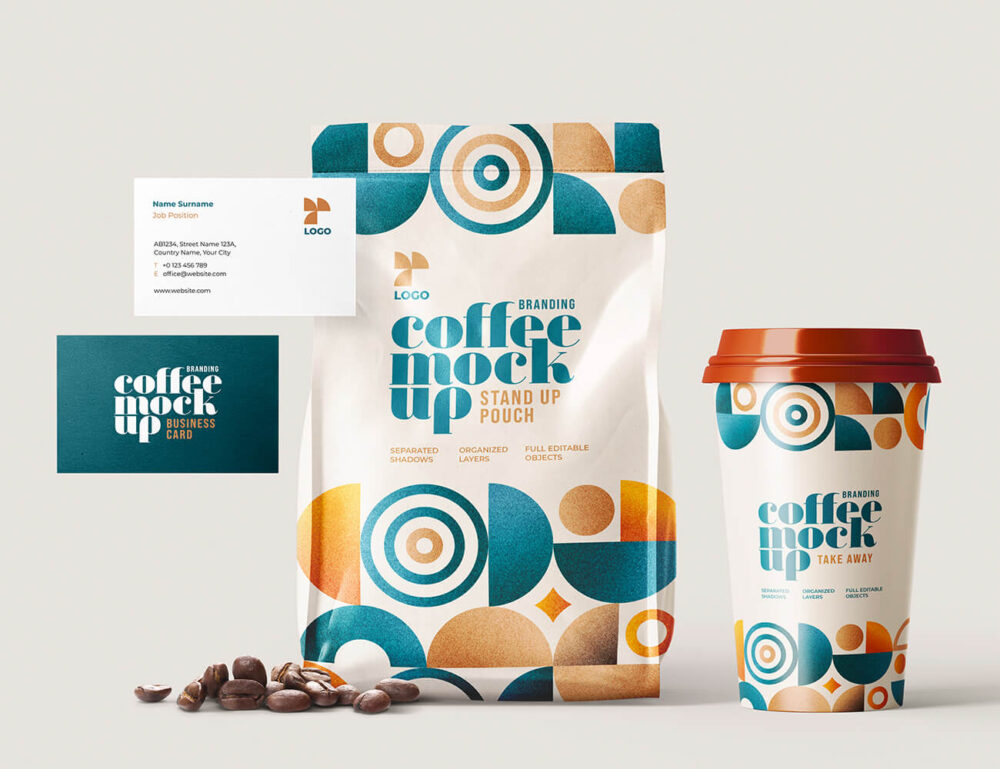 Name Surname
Job Position
LOGO
AB1234, Street Name 123A,
Country Name, Your City
T +0 123 456 789
E office@website.com
www.website.com
BRANDING
coffee
mock
up
BUSINESS
CARD
LOGO
BRANDING
coffee
mock
up
STAND UP
POUCH
SEPARATED
SHADOWS
ORGANIZED
LAYERS
FULL EDITABLE
OBJECTS
BRANDING
coffee
mock
up
TAKE AWAY
SEPARATED
SHADOWS
ORGANIZED
LAYERS
FULL EDITABLE
OBJECTS